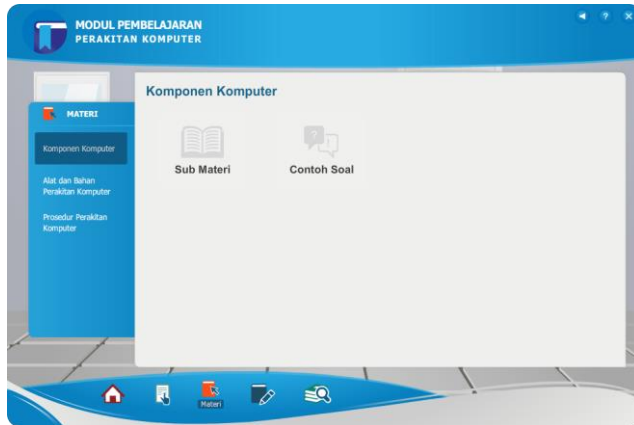 MODUL PEMBELAJARAN
PERAKITAN KOMPUTER
?
Komponen Komputer
MATERI
Komponen Komputer
Alat dan Bahan
Perakitan Komputer
Prosedur Perakitan
Komputer
Sub Materi
Contoh Soal
Materi